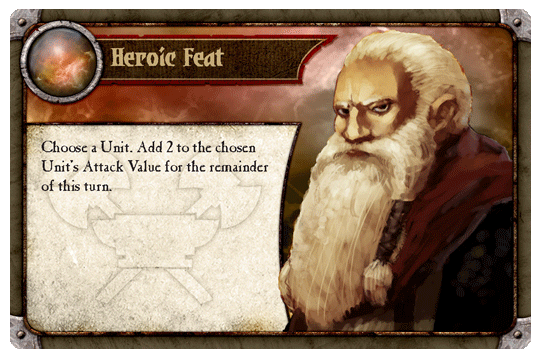 Heroic Feat
Choose a Unit. Add 2 to the chosen
Unit's Attack Value for the remainder
of this turn.